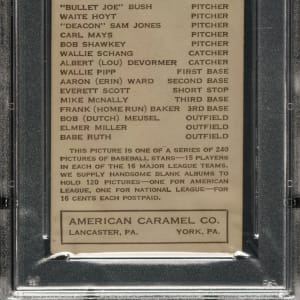 "BULLET JOE" BUSH PITCHER
WAITE HOYT PITCHER
"DEACON" SAM JONES PITCHER
CARL MAYS PITCHER
BOB SHAWKEY PITCHER
WALLIE SCHANG CATCHER
ALBERT (LOU) DEVORMER CATCHER
WALLIE PIPP FIRST BASE
AARON (ERIN) WARD SECOND BASE
EVERETT SCOTT SHORT STOP
MIKE McNALLY THIRD BASE
FRANK (HOME RUN) BAKER 3RD BASE
BOB (DUTCH) MEUSEL OUTFIELD
ELMER MILLER OUTFIELD
BABE RUTH OUTFIELD
THIS PICTURE IS ONE OF A SERIES OF 240
PICTURES OF BASEBALL STARS—15 PLAYERS
IN EACH OF THE 16 MAJOR LEAGUE TEAMS.
WE SUPPLY HANDSOME BLANK ALBUMS TO
HOLD 120 PICTURES—ONE FOR AMERICAN
LEAGUE, ONE FOR NATIONAL LEAGUE—FOR
16 CENTS EACH POSTPAID.
AMERICAN CARAMEL CO.
LANCASTER, PA. YORK, PA.